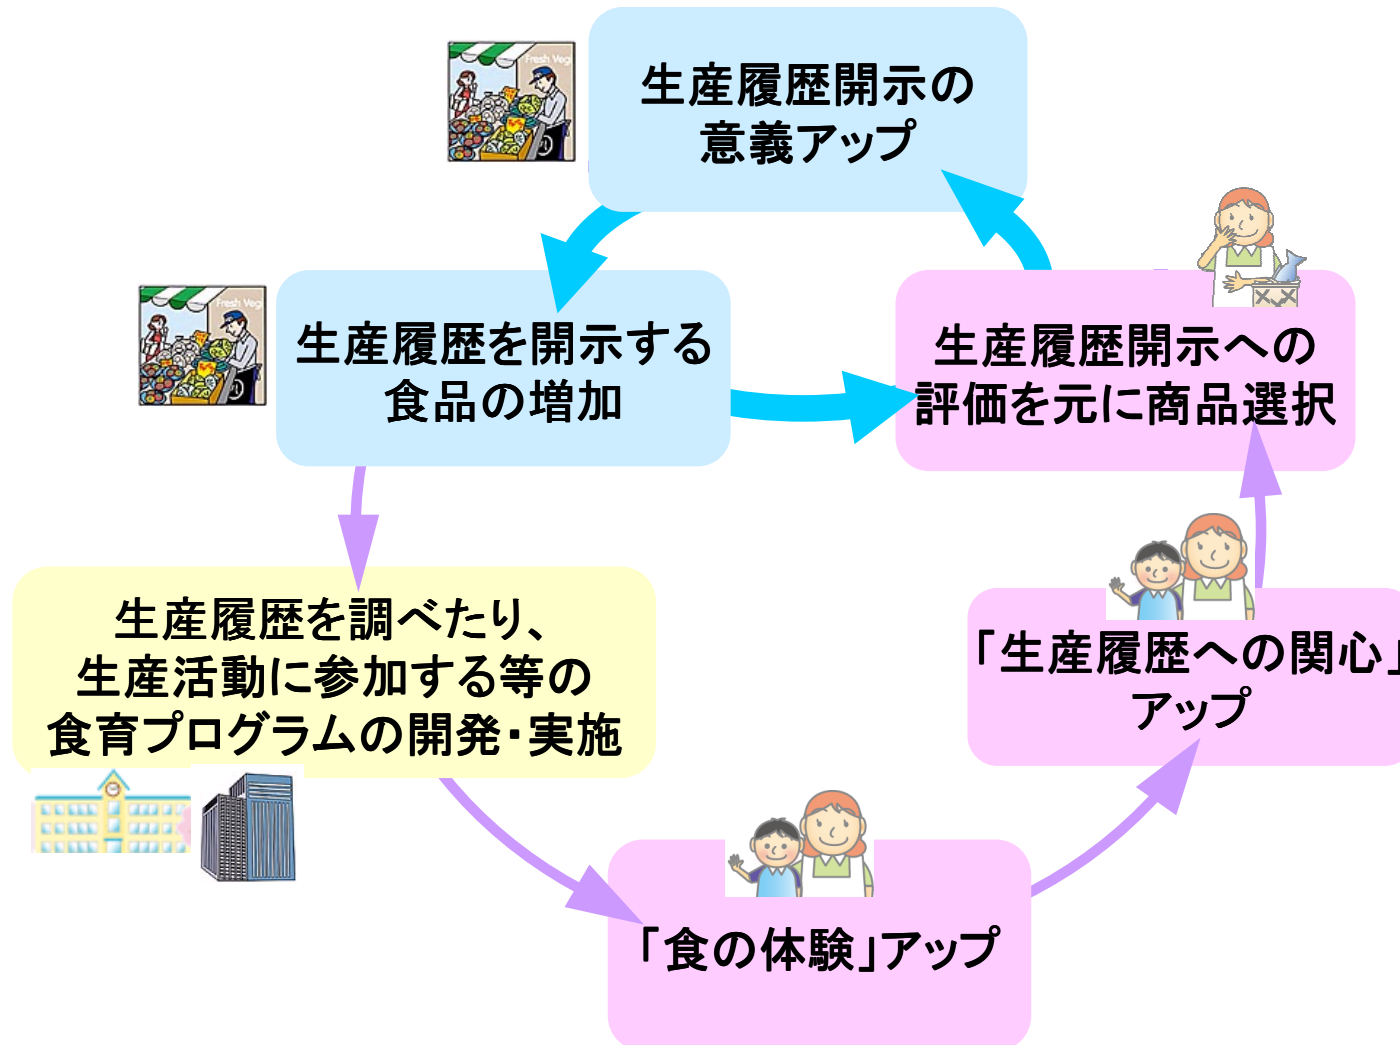 Fresh Veg
生産履歴開示の
意義アップ
Fresh Veg
生産履歴を開示する
食品の増加
生産履歴開示への
評価を元に商品選択
生産履歴を調べたり、
生産活動に参加する等の
食育プログラムの開発・実施
「生産履歴への関心」
アップ
「食の体験」アップ